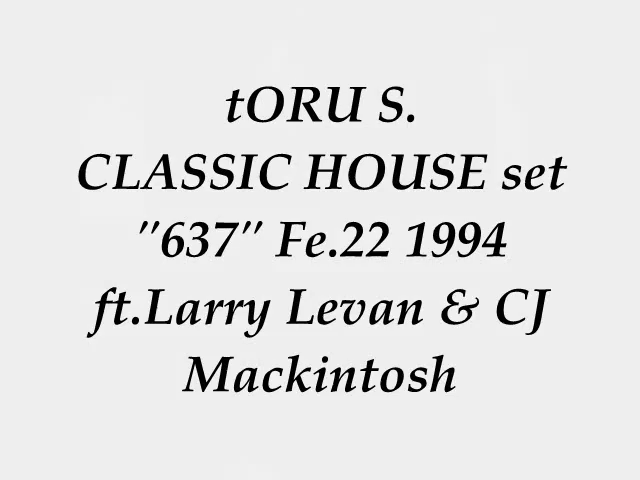 tORU S.
CLASSIC HOUSE set
"637" Fe.22 1994
ft.Larry Levan & CJ
Mackintosh